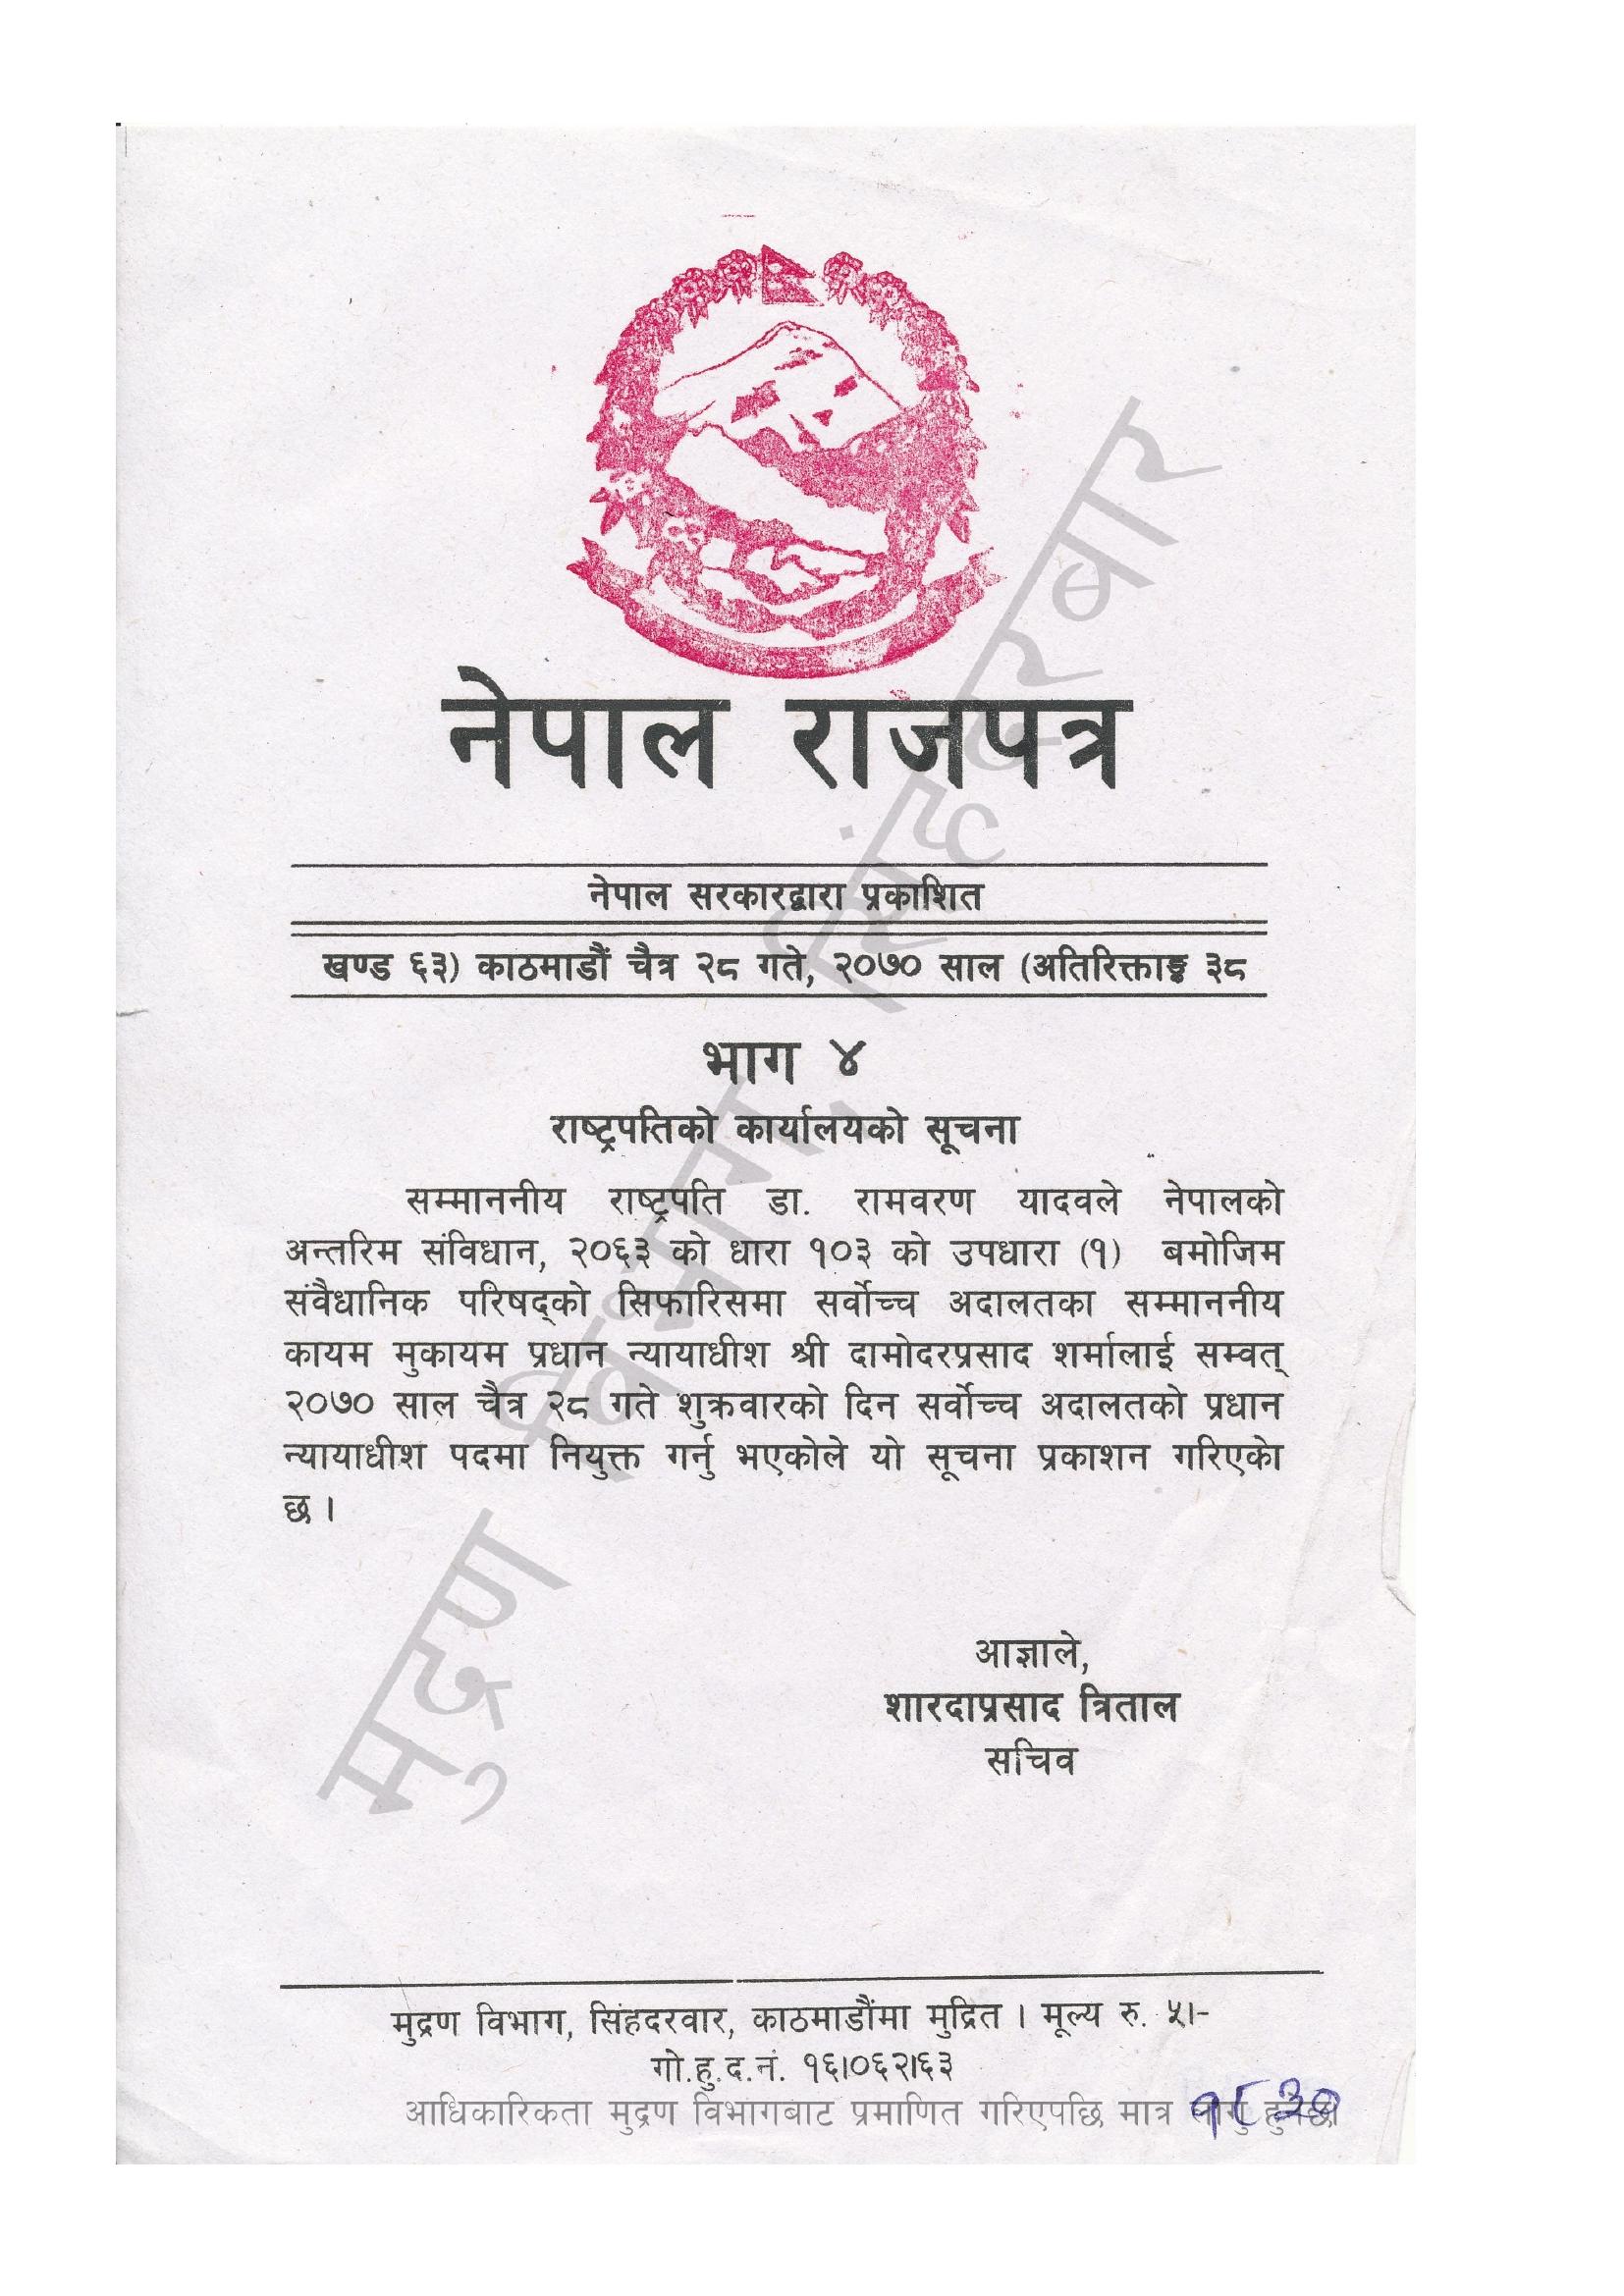 नेपाल राजपत्र
नेपाल सरकारद्वारा प्रकाशित
खण्ड ६३) काठमाडौं चैत्र २८ गते, २०७० साल (अतिरिक्ताङ्क ३८
भाग ४
राष्ट्रपतिको कार्यालयको सूचना
सम्माननीय राष्ट्रपति डा. रामवरण यादवले नेपालको
अन्तरिम संविधान, २०६३ को धारा १०३ को उपधारा (१) बमोजिम
संवैधानिक परिषद्को सिफारिसमा सर्वोच्च अदालतका सम्माननीय
कायम मुकायम प्रधान न्यायाधीश श्री दामोदरप्रसाद शर्मालाई सम्वत्
२०७० साल चैत्र २८ गते शुक्रवारको दिन सर्वोच्च अदालतको प्रधान
न्यायाधीश पदमा नियुक्त गर्नु भएकोले यो सूचना प्रकाशन गरिएको
छ ।
आज्ञाले,
शारदाप्रसाद त्रिताल
सचिव
मुद्रण विभाग, सिंहदरबार
मुद्रण विभाग, सिंहदरवार, काठमाडौंमा मुद्रित । मूल्य रु. ५।-
गो.हु.द.नं. १६।०६२।६३
आधिकारिकता मुद्रण विभागबाट प्रमाणित गरिएपछि मात्र लागु हुनेछ।